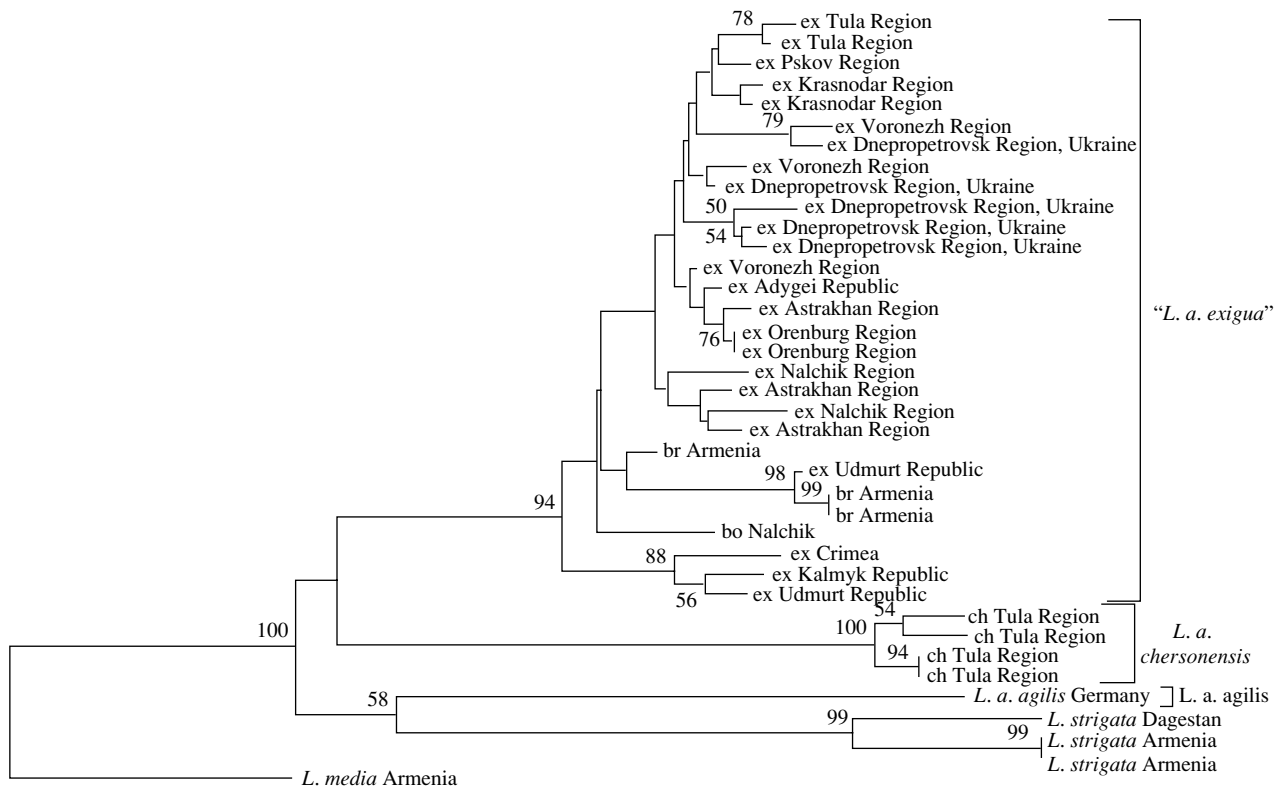 78
ex Tula Region
ex Tula Region
ex Pskov Region
ex Krasnodar Region
ex Krasnodar Region
79
ex Voronezh Region
ex Dnepropetrovsk Region, Ukraine
ex Voronezh Region
ex Dnepropetrovsk Region, Ukraine
50
ex Dnepropetrovsk Region, Ukraine
ex Dnepropetrovsk Region, Ukraine
54
ex Dnepropetrovsk Region, Ukraine
ex Voronezh Region
ex Adygei Republic
ex Astrakhan Region
“L. a. exigua”
76
ex Orenburg Region
ex Orenburg Region
ex Nalchik Region
ex Astrakhan Region
ex Nalchik Region
ex Astrakhan Region
br Armenia
98
ex Udmurt Republic
99
br Armenia
br Armenia
94
bo Nalchik
88
ex Crimea
ex Kalmyk Republic
56
ex Udmurt Republic
54
ch Tula Region
100
100
ch Tula Region
L. a.
chersonensis
94
ch Tula Region
ch Tula Region
58
L. a. agilis Germany
L. a. agilis
99
L. strigata Dagestan
99
L. strigata Armenia
L. strigata Armenia
L. media Armenia